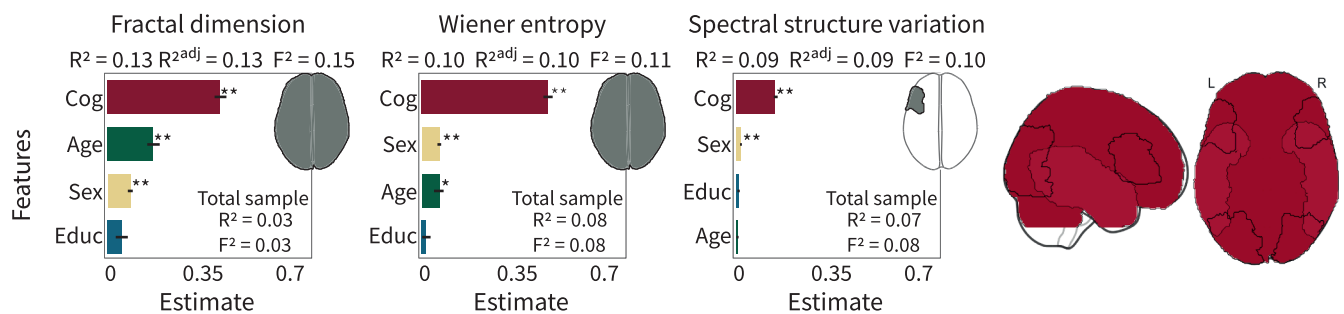 Fractal dimension
R² = 0.13 R²adj = 0.13 F² = 0.15
Features
Cog **
Age **
Sex **
Educ
Total sample
R² = 0.03
F² = 0.03
0 0.35 0.7
Estimate
Wiener entropy
R² = 0.10 R²adj = 0.10 F² = 0.11
Cog **
Sex **
Age *
Educ
Total sample
R² = 0.08
F² = 0.08
0 0.35 0.7
Estimate
Spectral structure variation
R² = 0.09 R²adj = 0.09 F² = 0.10
Cog **
Sex **
Educ
Age
Total sample
R² = 0.07
F² = 0.08
0 0.35 0.7
Estimate
L R